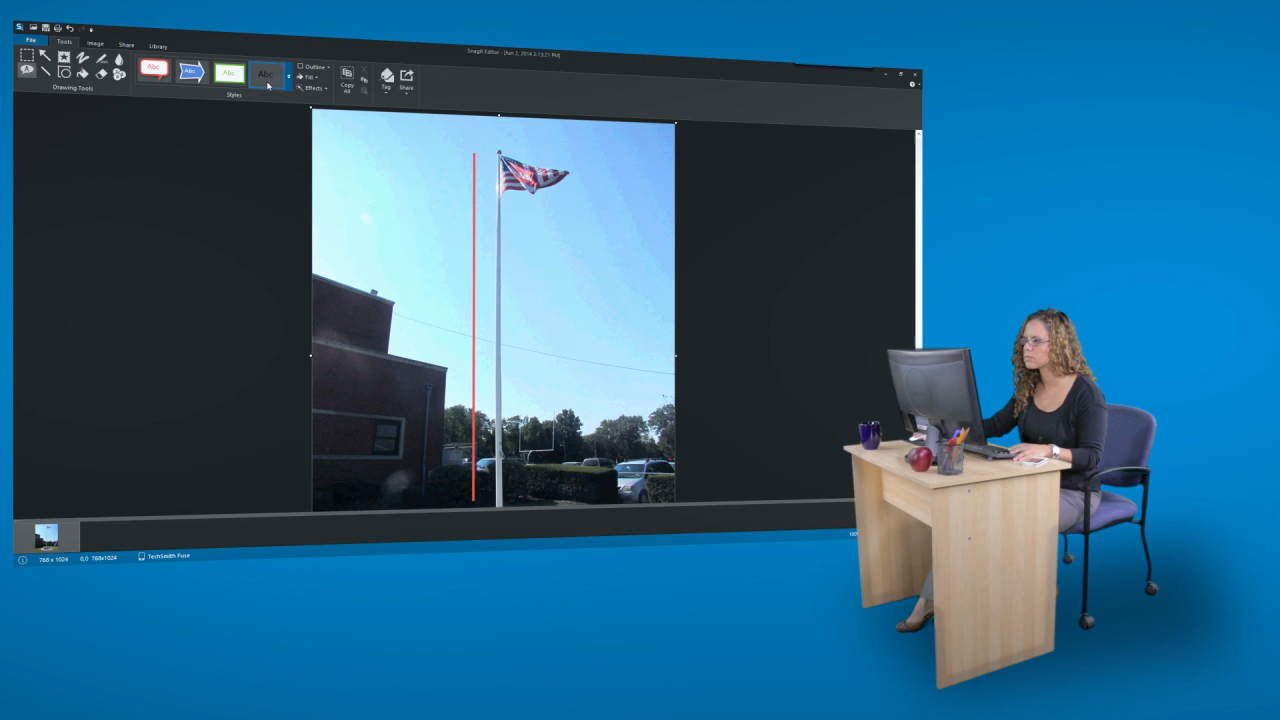 Snagit Editor - [Jun 2, 2014 2:13:21 PM]
File Tools Image Share Library
Abc Abc Abc Abc
Outline
Fill
Effects
Copy All
Tag
Share
Drawing Tools
Styles
768 x 1024 0,0 768x1024 TechSmith Fuse
100%